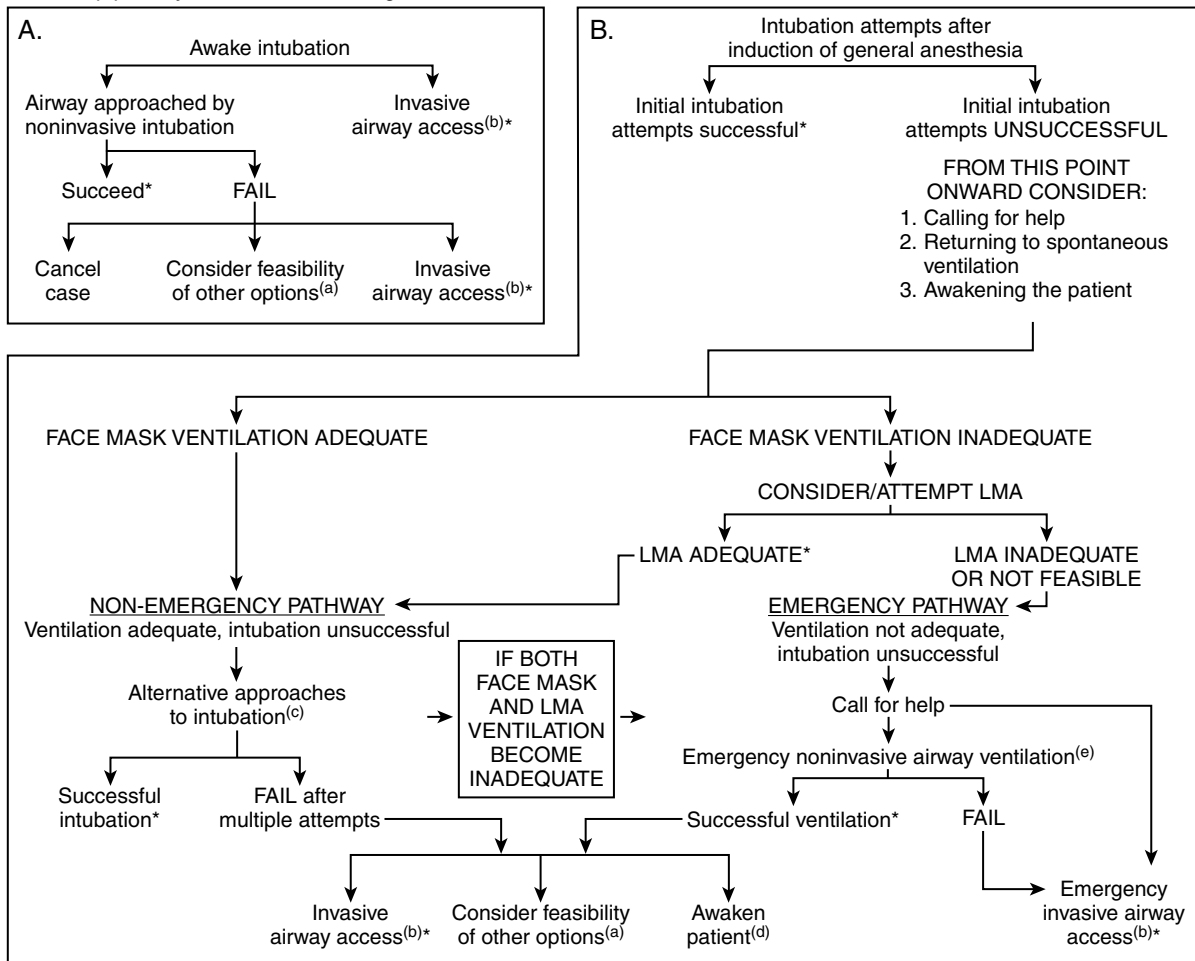 A.
Awake intubation
Airway approached by
noninvasive intubation
Invasive
airway access(b)*
Succeed*
FAIL
Cancel
case
Consider feasibility
of other options(a)
Invasive
airway access(b)*
B.
Intubation attempts after
induction of general anesthesia
Initial intubation
attempts successful*
Initial intubation
attempts UNSUCCESSFUL
FROM THIS POINT
ONWARD CONSIDER:
1. Calling for help
2. Returning to spontaneous
ventilation
3. Awakening the patient
FACE MASK VENTILATION ADEQUATE
FACE MASK VENTILATION INADEQUATE
CONSIDER/ATTEMPT LMA
LMA ADEQUATE*
LMA INADEQUATE
OR NOT FEASIBLE
NON-EMERGENCY PATHWAY
Ventilation adequate, intubation unsuccessful
EMERGENCY PATHWAY
Ventilation not adequate,
intubation unsuccessful
Alternative approaches
to intubation(c)
IF BOTH
FACE MASK
AND LMA
VENTILATION
BECOME
INADEQUATE
Call for help
Emergency noninvasive airway ventilation(e)
Successful
intubation*
FAIL after
multiple attempts
Successful ventilation*
FAIL
Invasive
airway access(b)*
Consider feasibility
of other options(a)
Awaken
patient(d)
Emergency
invasive airway
access(b)*